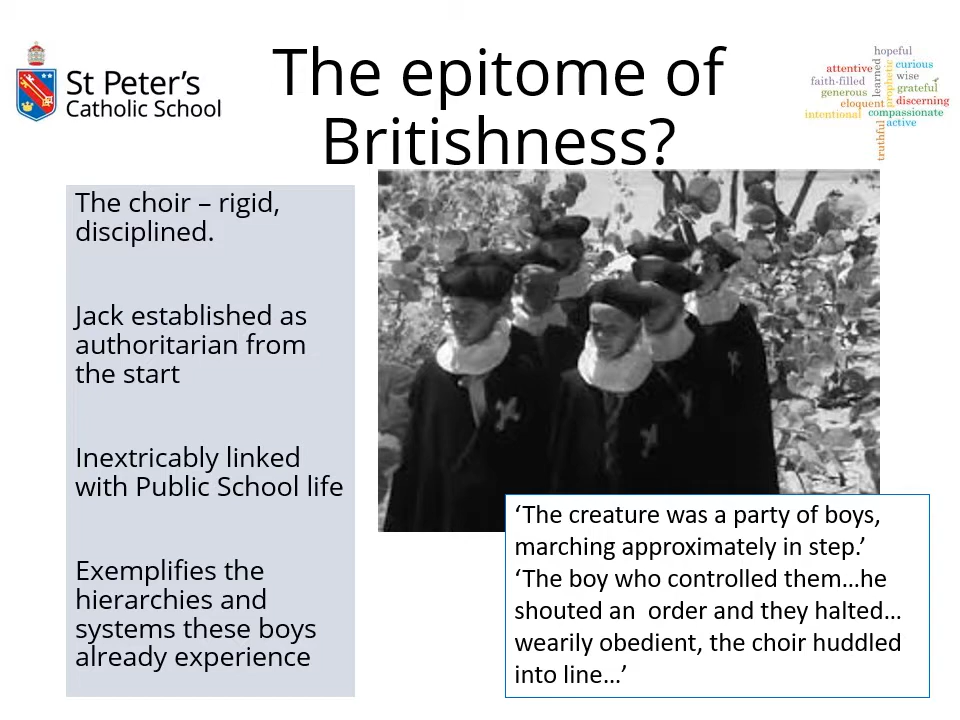 The epitome of
Britishness?
St Peter's
Catholic School
hopeful
attentive
curious
faith-filled
learned
wise
generous
prophetic
grateful
eloquent
discerning
intentional
compassionate
active
truthful
The choir – rigid,
disciplined.
Jack established as
authoritarian from
the start
Inextricably linked
with Public School life
Exemplifies the
hierarchies and
systems these boys
already experience
‘The creature was a party of boys,
marching approximately in step.’
‘The boy who controlled them…he
shouted an  order and they halted…
wearily obedient, the choir huddled
into line…’